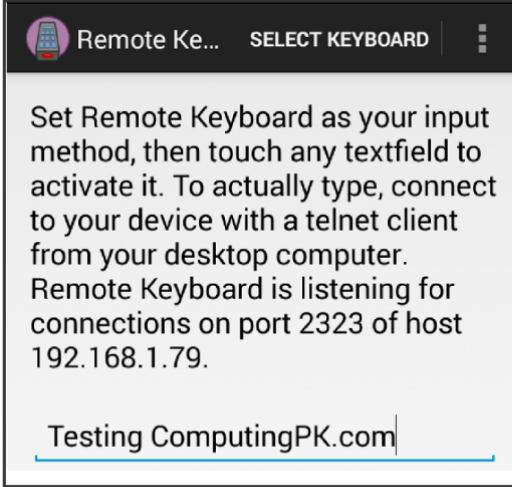 Remote Ke... SELECT KEYBOARD
Set Remote Keyboard as your input
method, then touch any textfield to
activate it. To actually type, connect
to your device with a telnet client
from your desktop computer.
Remote Keyboard is listening for
connections on port 2323 of host
192.168.1.79.
Testing ComputingPK.com